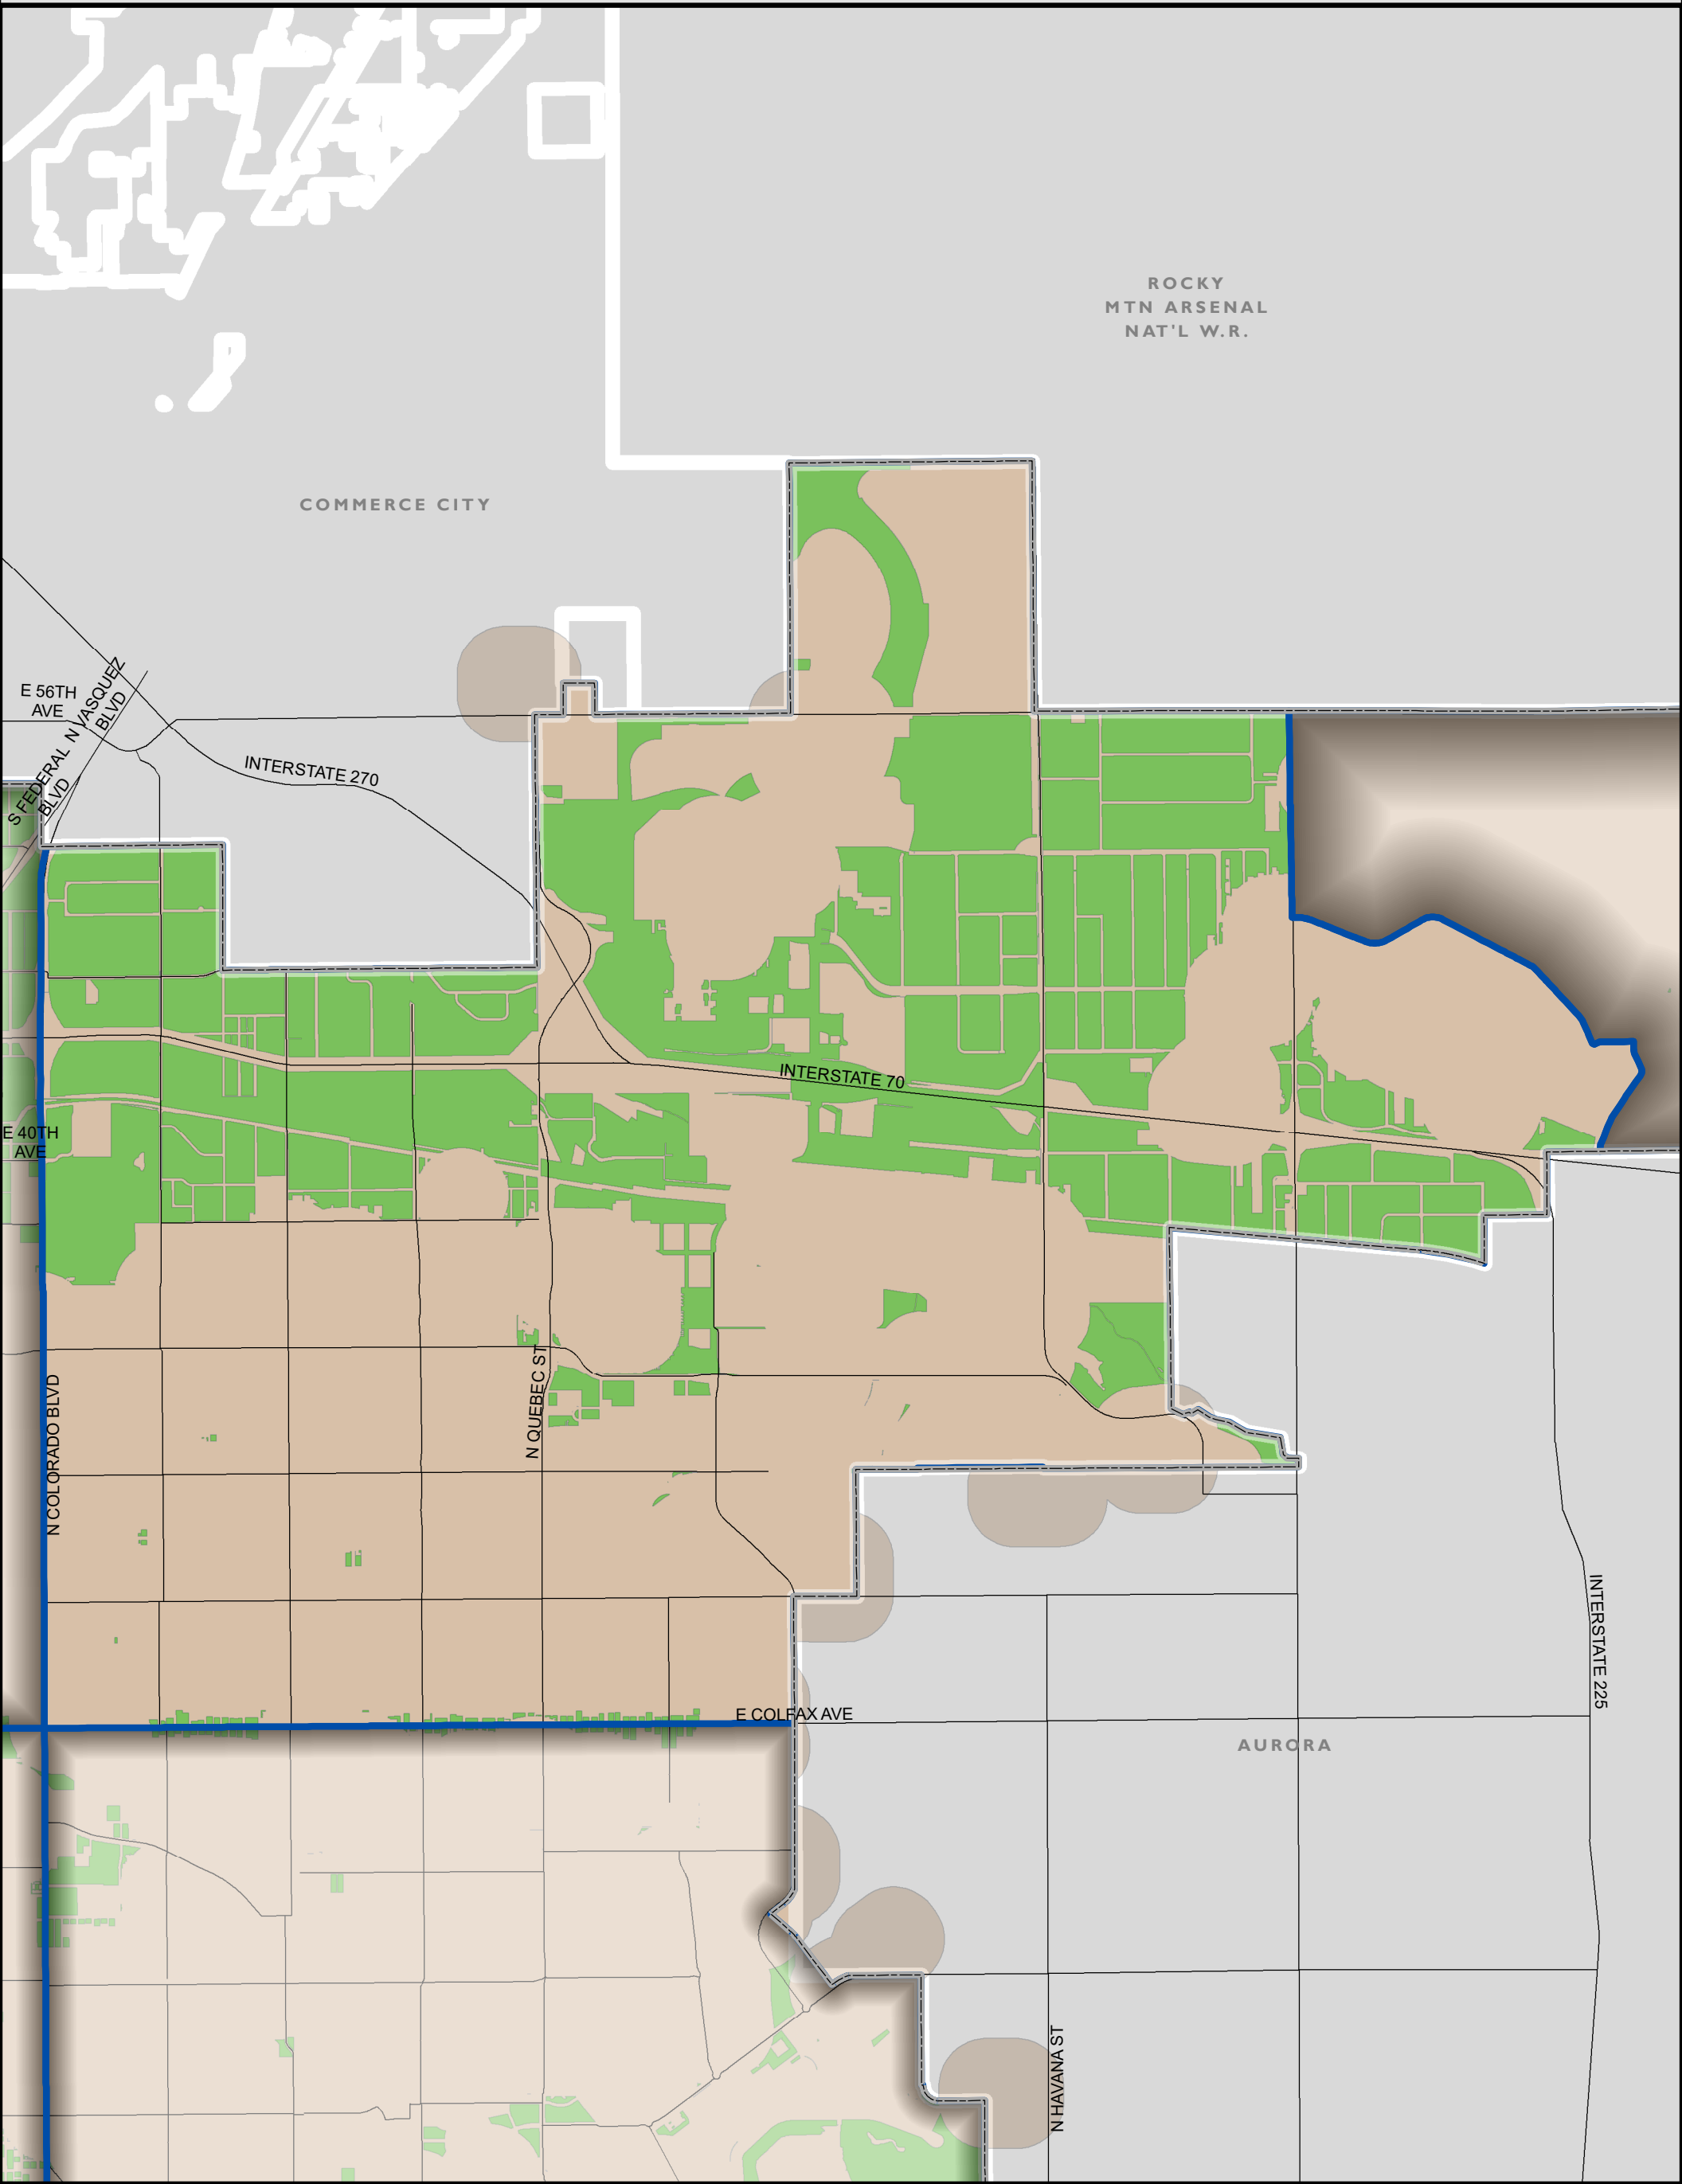 ROCKY
MTN ARSENAL
NAT'L W.R.
COMMERCE CITY
E 56TH
AVE
N VASQUEZ
BLVD
S FEDERAL
BLVD
INTERSTATE 270
INTERSTATE 70
E 40TH
AVE
N COLORADO BLVD
N QUEBEC ST
INTERSTATE 225
E COLFAX AVE
AURORA
N HAVANA ST